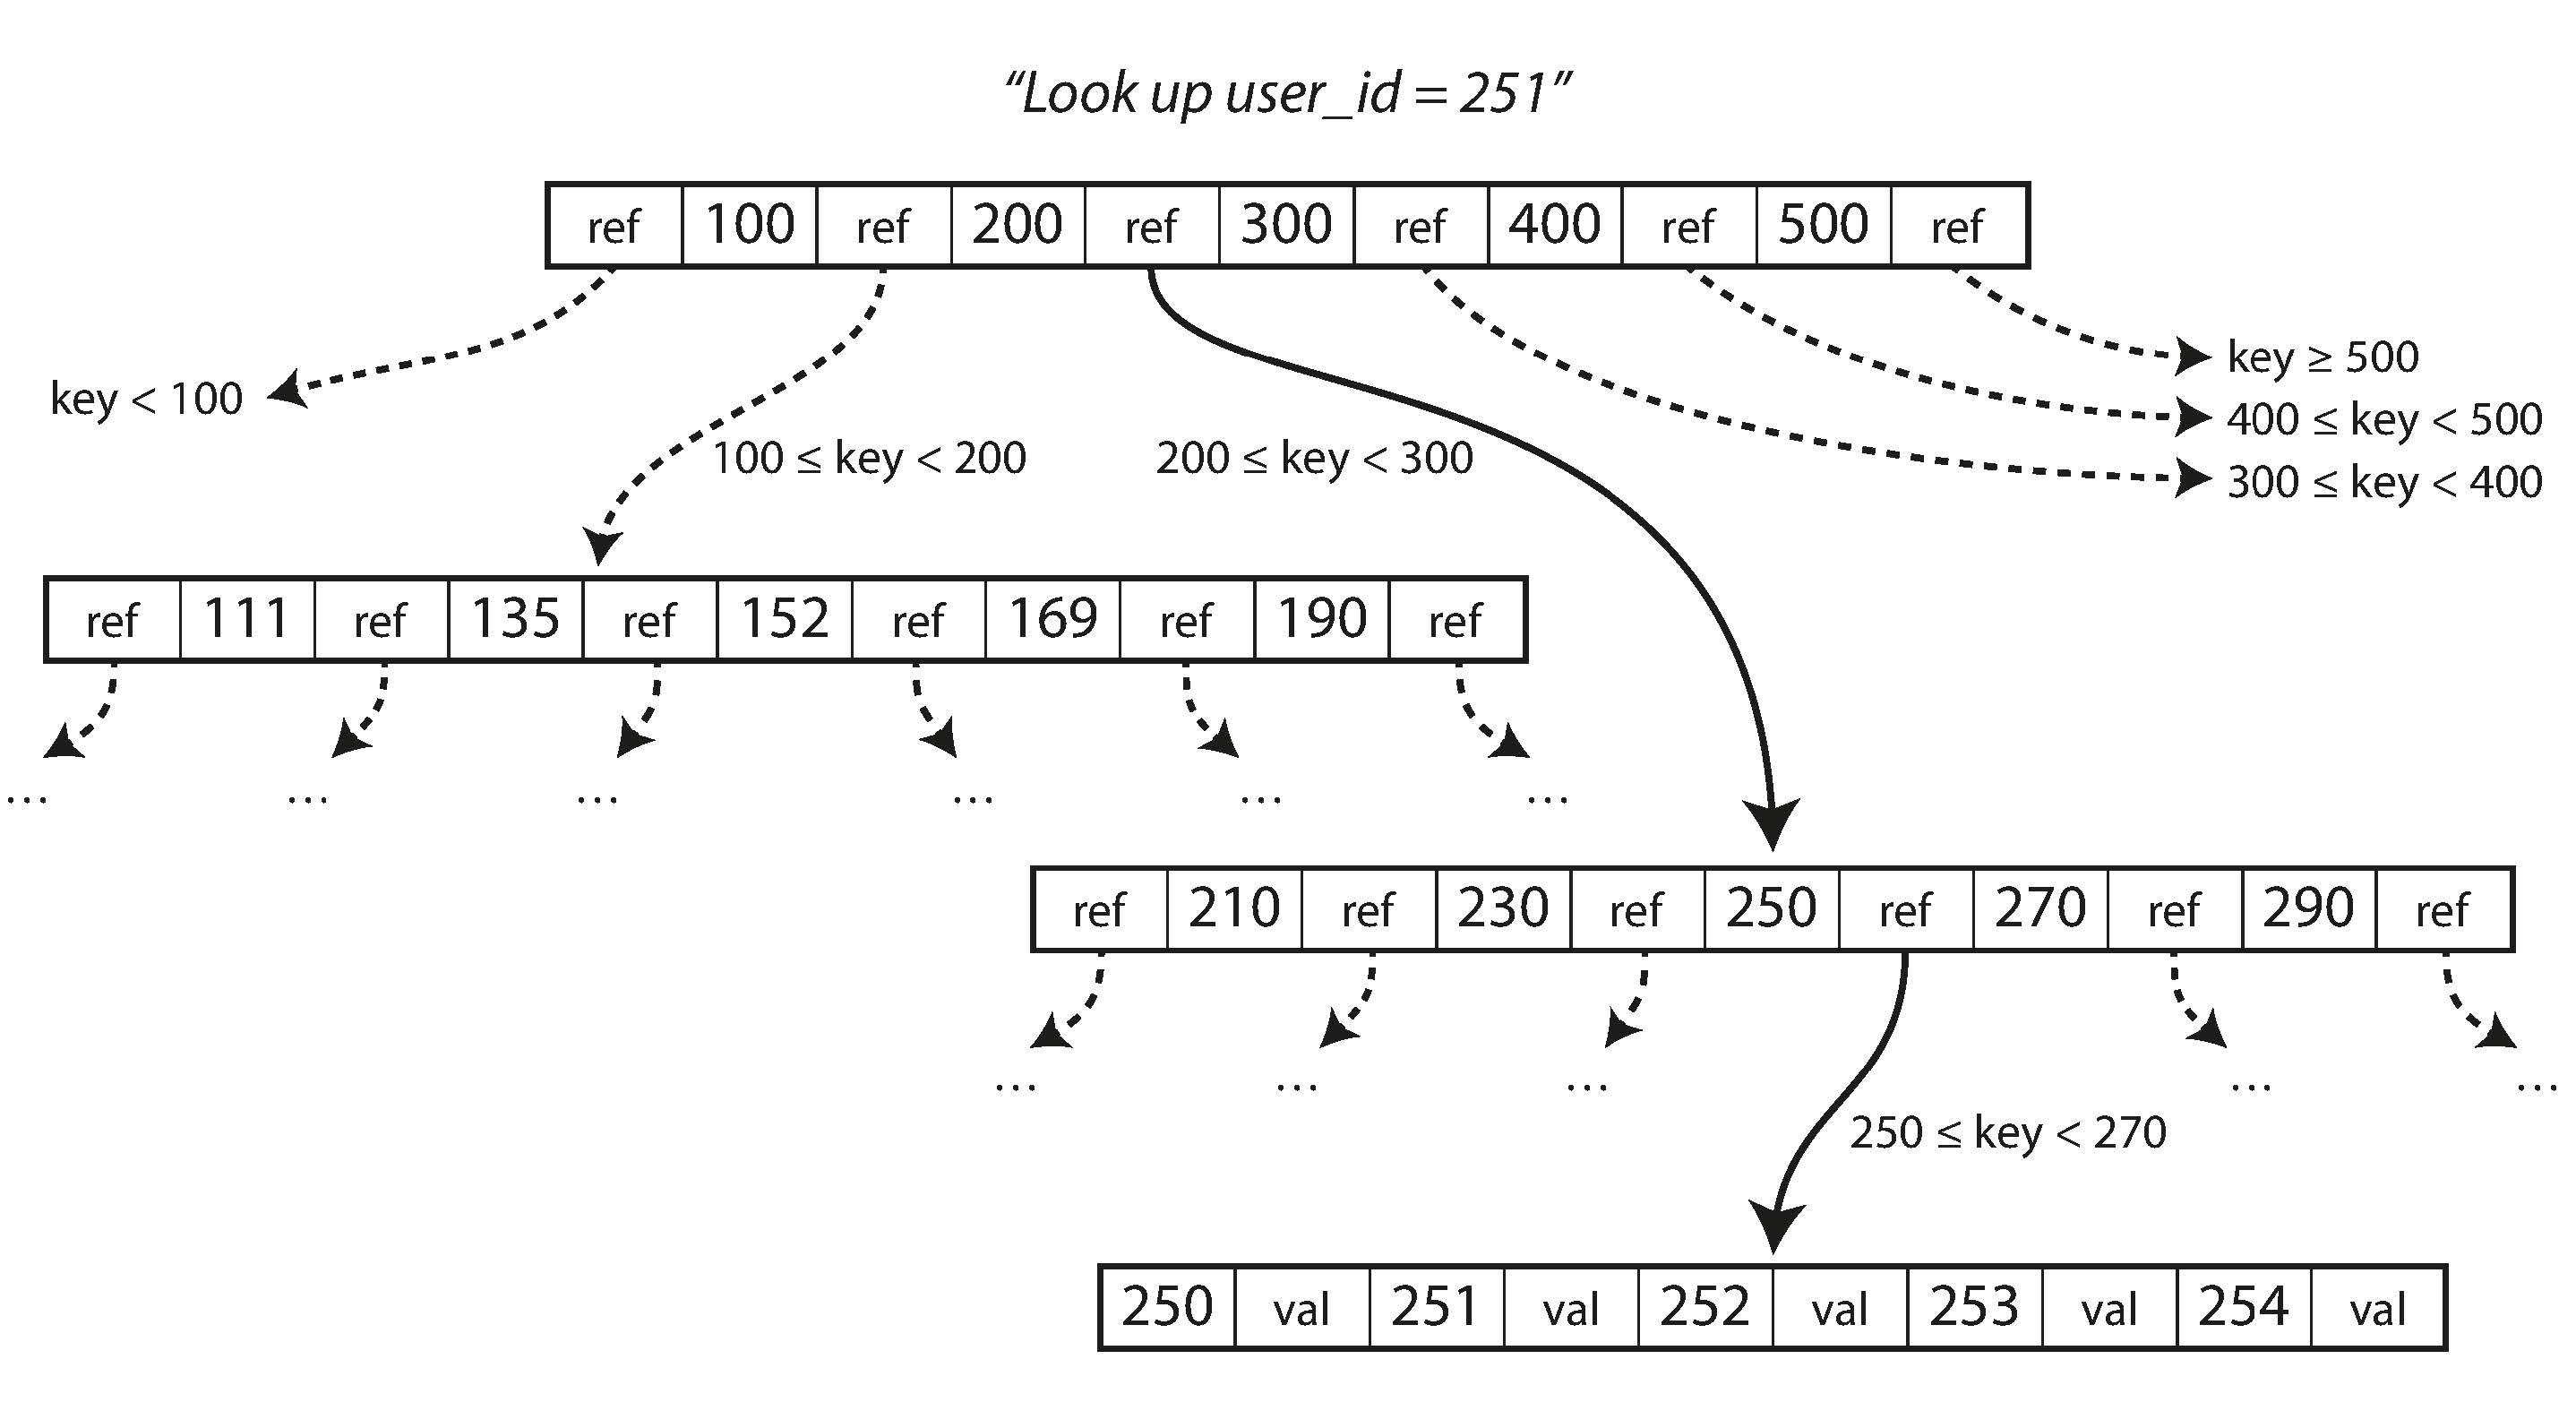 “Look up user_id = 251”
ref 100 ref 200 ref 300 ref 400 ref 500 ref
key ≥ 500
key < 100
400 ≤ key < 500
100 ≤ key < 200
200 ≤ key < 300
300 ≤ key < 400
ref 111 ref 135 ref 152 ref 169 ref 190 ref
... ... ... ... ... ...
ref 210 ref 230 ref 250 ref 270 ref 290 ref
... ... ... ... ...
250 ≤ key < 270
250 val 251 val 252 val 253 val 254 val